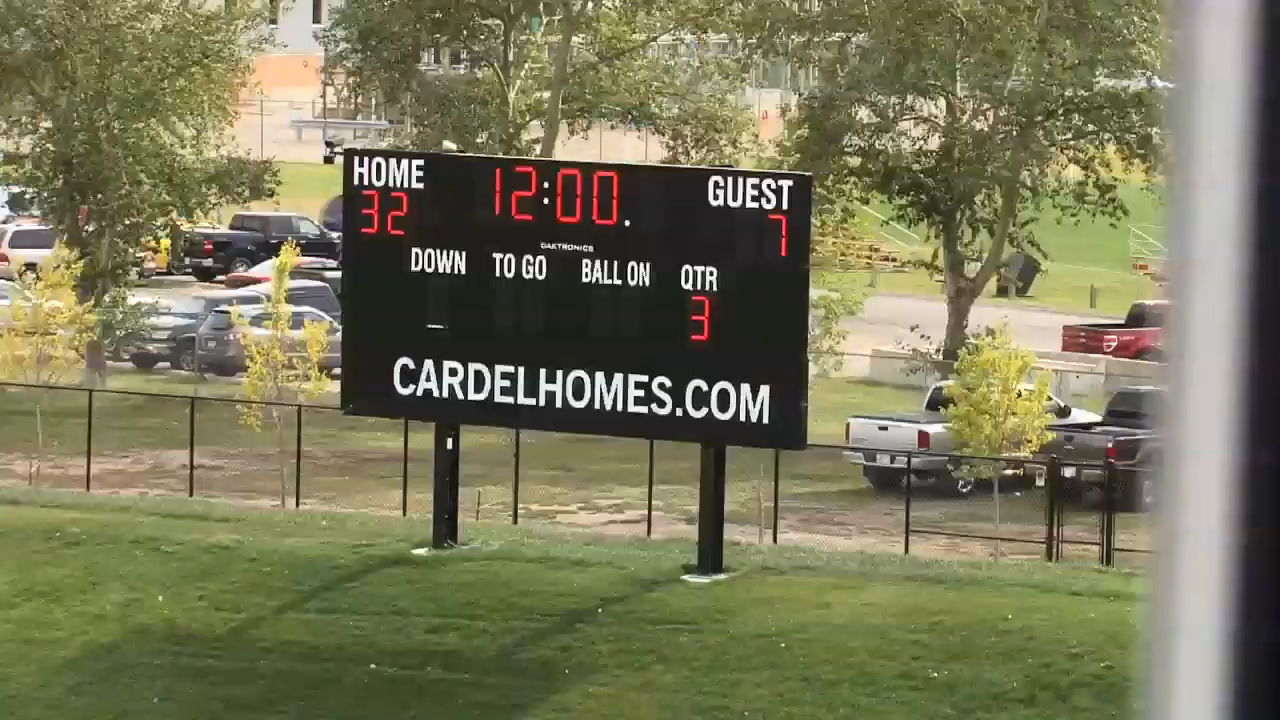 HOME 12:00. GUEST
32 7
DAKTRONICS
DOWN TO GO BALL ON QTR
3
CARDELHOMES.COM